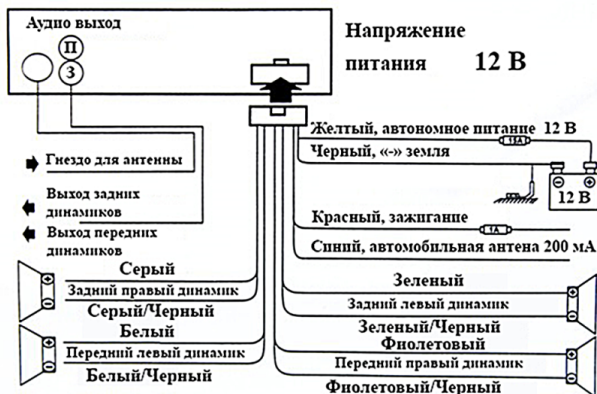 Аудио выход
П
З
Напряжение
питания 12 В
Желтый, автономное питание 12 В
15А
Черный, «-» земля
12 В
Гнездо для антенны
Выход задних
динамиков
Выход передних
динамиков
Красный, зажигание
1А
Синий, автомобильная антена 200 мА
Серый
Задний правый динамик
Серый/Черный
Белый
Передний левый динамик
Белый/Черный
Зеленый
Задний левый динамик
Зеленый/Черный
Фиолетовый
Передний правый динамик
Фиолетовый/Черный